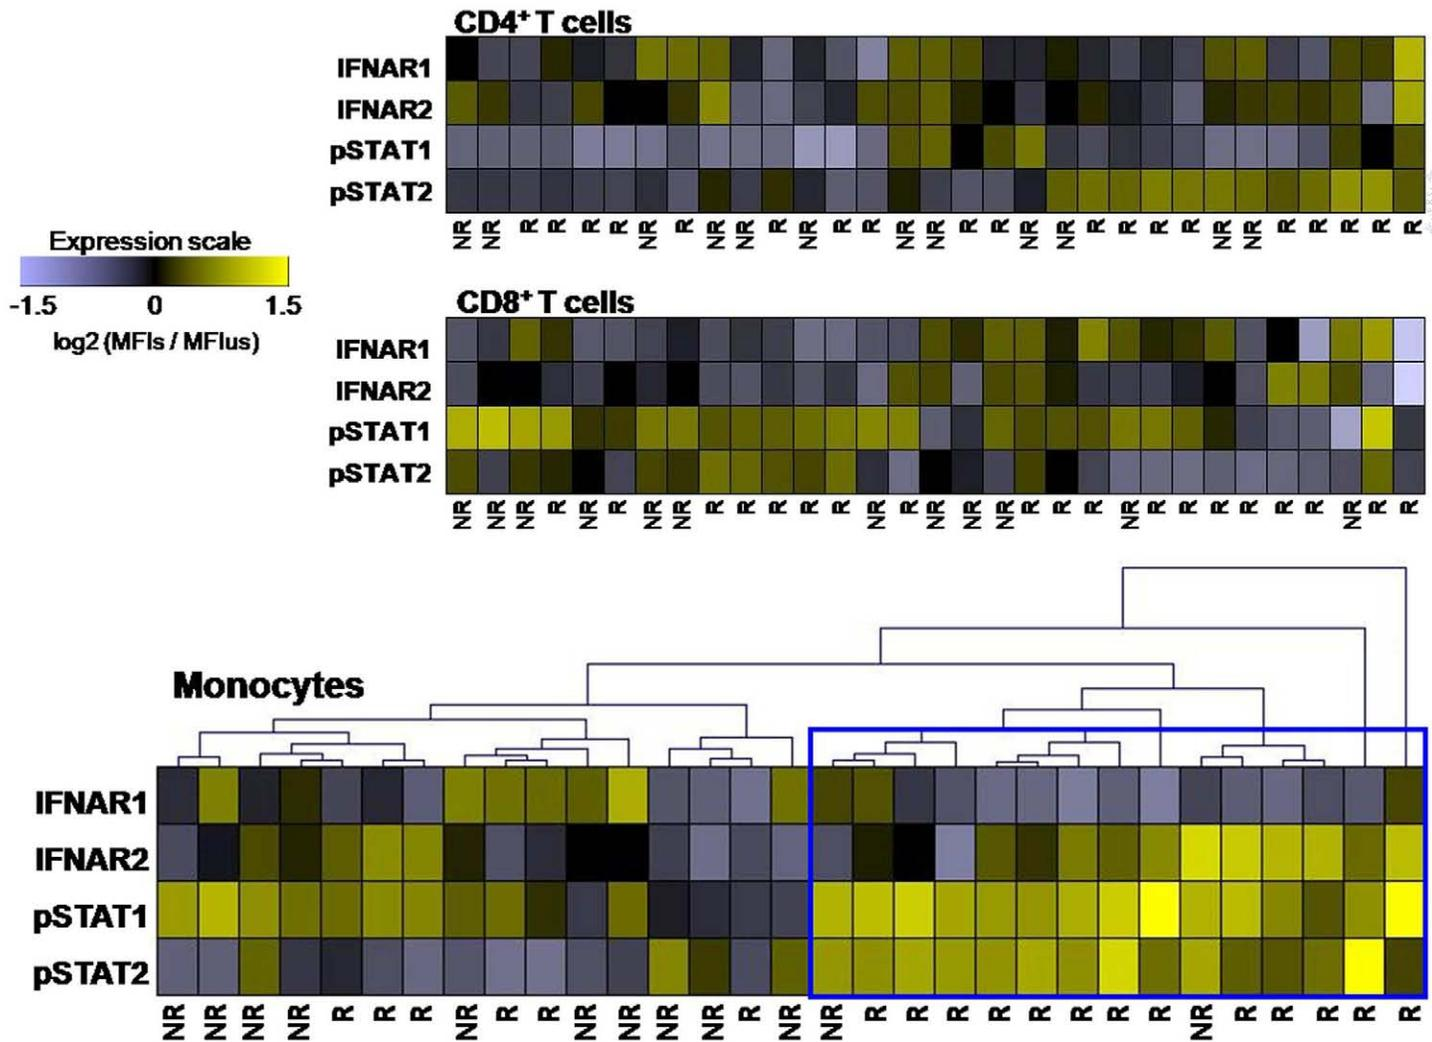 CD4+ T cells
IFNAR1
IFNAR2
pSTAT1
pSTAT2
NR NR R R R R NR R NR NR R NR R R NR NR R R NR NR R R R R NR NR R R R R R
Expression scale
-1.5 0 1.5
log2 (MFIs / MFIus)
CD8+ T cells
IFNAR1
IFNAR2
pSTAT1
pSTAT2
NR NR NR R NR R NR NR R R R R R NR R NR NR NR R R R NR R R R R R R NR R R
Monocytes
IFNAR1
IFNAR2
pSTAT1
pSTAT2
NR NR NR NR R R R NR R R NR NR NR NR R NR NR R R R R R R R R NR R R R R R